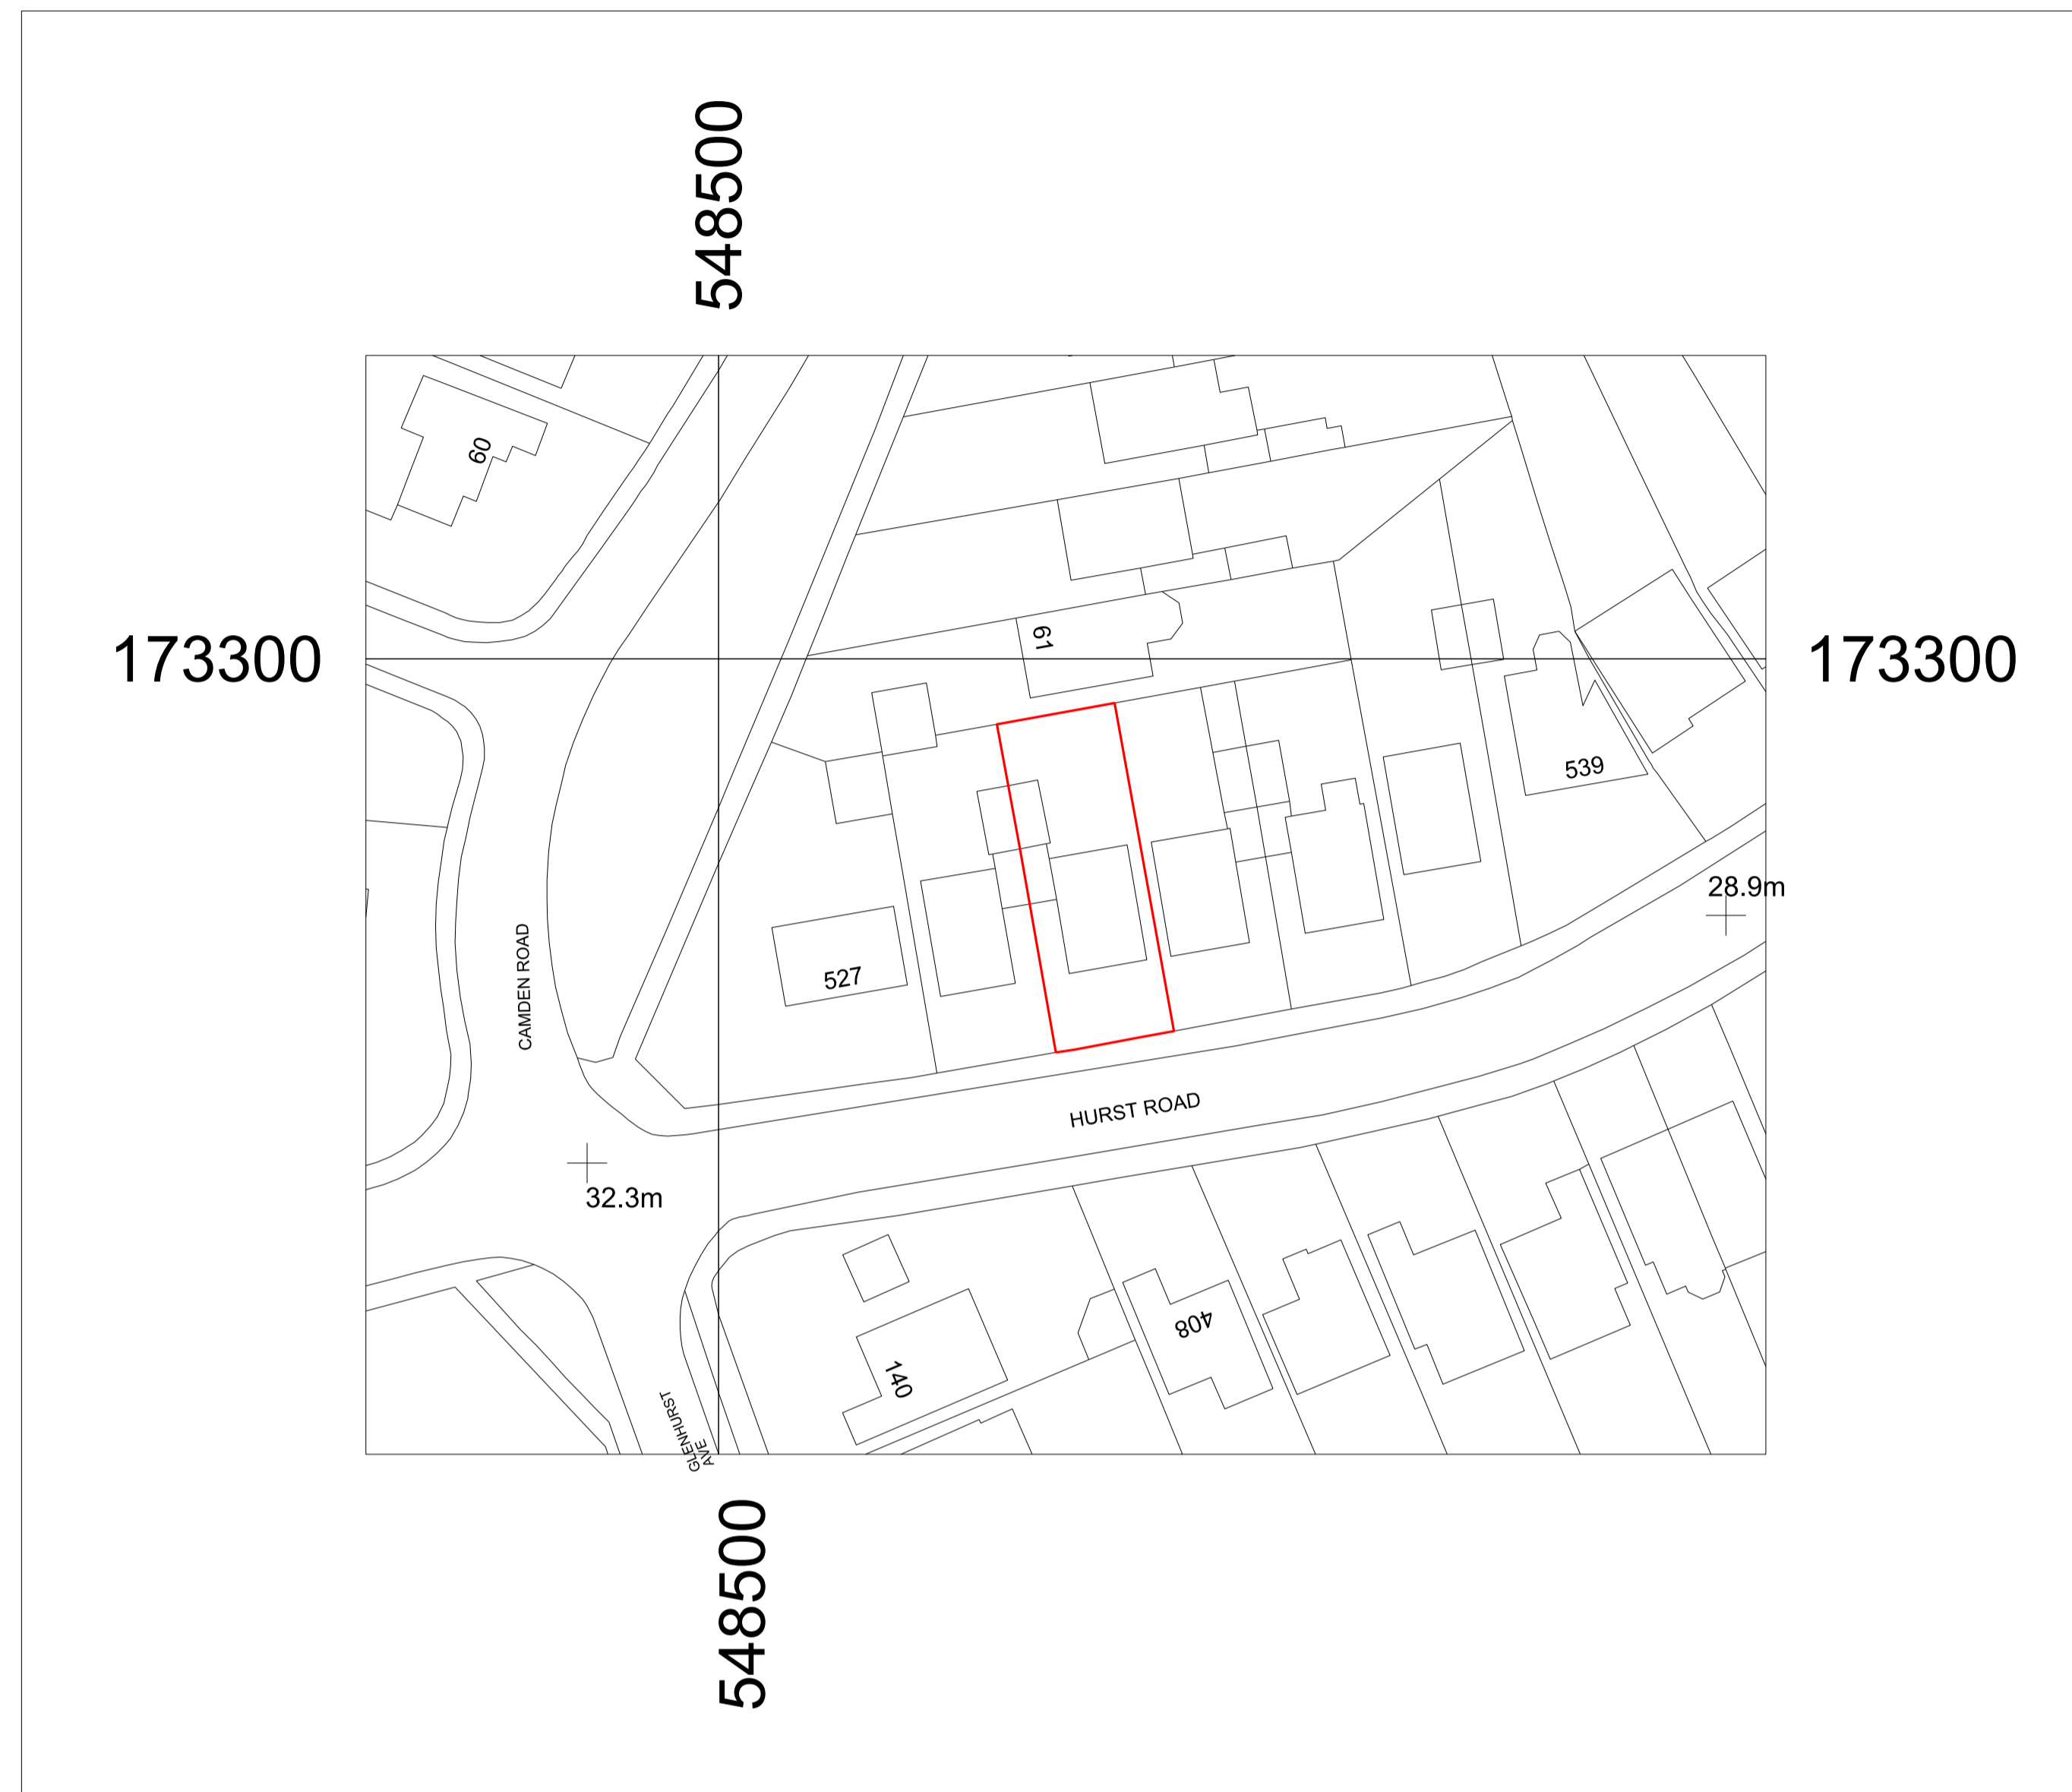 548500
60
173300
61
173300
539
28.9m
527
CAMDEN ROAD
HURST ROAD
32.3m
408
140
GLENHURST
AVE
548500